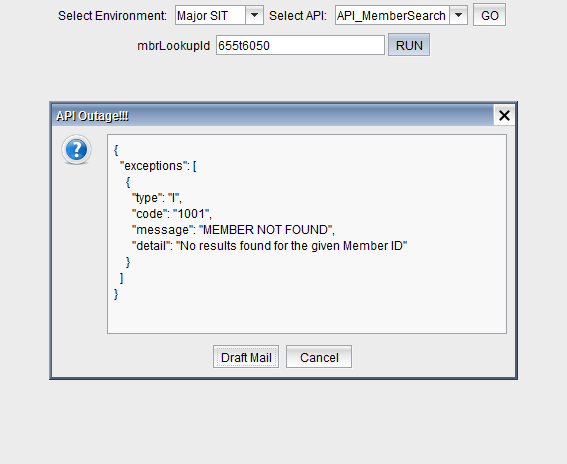 Select Environment: Major SIT Select API: API_MemberSearch GO
mbrLookupId 655t6050 RUN
API Outage!!!
{
"exceptions": [
{
"type": "I",
"code": "1001",
"message": "MEMBER NOT FOUND",
"detail": "No results found for the given Member ID"
}
]
}
Draft Mail Cancel